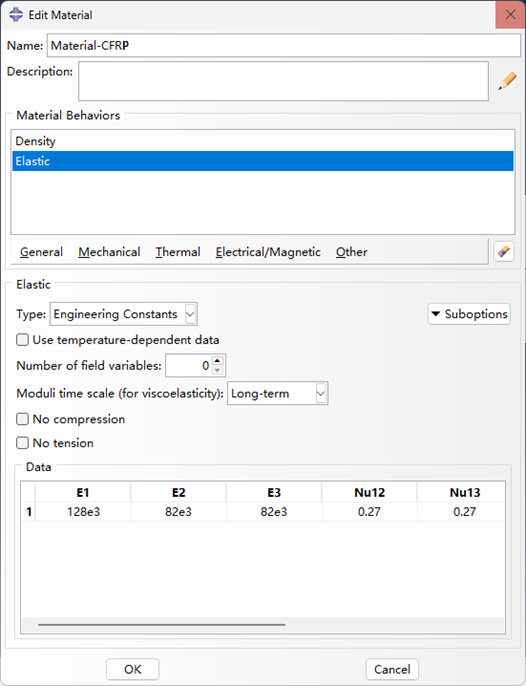 Edit Material
Name: Material-CFRP
Description:
Material Behaviors
Density
Elastic
General Mechanical Thermal Electrical/Magnetic Other
Elastic
Type: Engineering Constants Suboptions
Use temperature-dependent data
Number of field variables: 0
Moduli time scale (for viscoelasticity): Long-term
No compression
No tension
Data
E1 E2 E3 Nu12 Nu13
1 128e3 82e3 82e3 0.27 0.27
OK Cancel